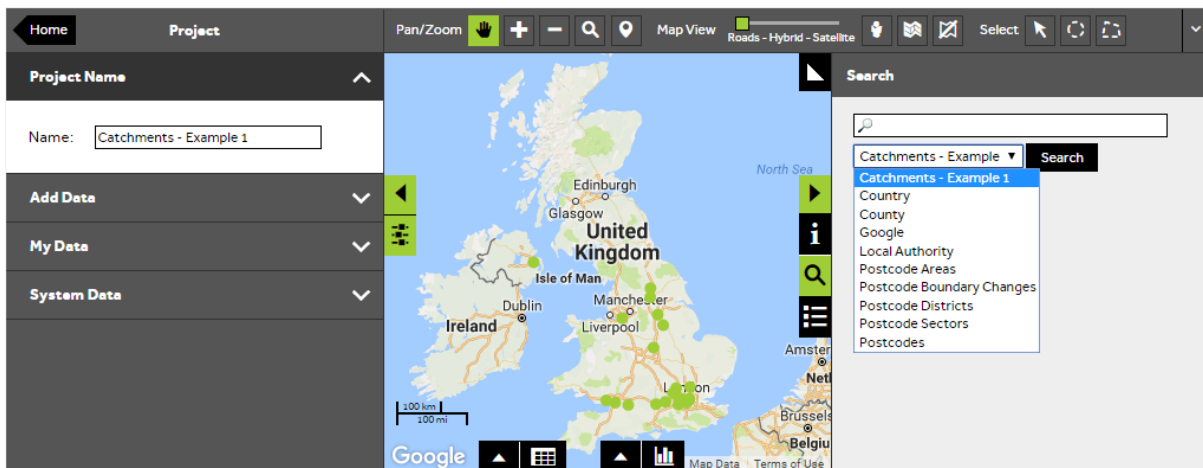 Home
Project
Pan/Zoom
Map View
Roads - Hybrid - Satellite
Select
Project Name
Name:
Catchments - Example 1
Add Data
My Data
System Data
North Sea
Edinburgh
Glasgow
United
Kingdom
Isle of Man
Dublin
Manchester
Ireland
Liverpool
Amster
Netl
London
Brussels
Belgiu
100 km
100 mi
Google
Map Data
Terms of Use
i
Search
Catchments - Example
Search
Catchments - Example 1
Country
County
Google
Local Authority
Postcode Areas
Postcode Boundary Changes
Postcode Districts
Postcode Sectors
Postcodes